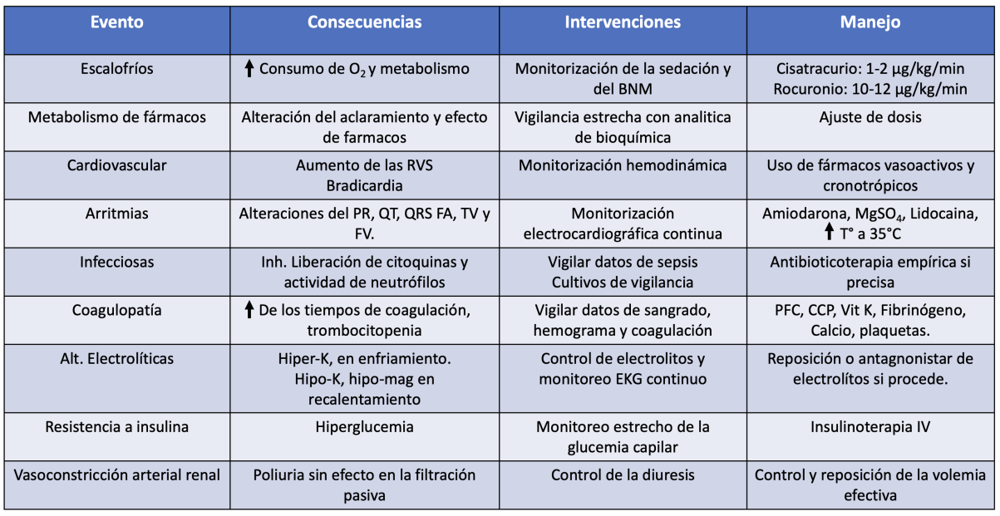 Evento
Consecuencias
Intervenciones
Manejo
Escalofríos
↑ Consumo de O₂ y metabolismo
Monitorización de la sedación y
del BNM
Cisatracurio: 1-2 µg/kg/min
Rocuronio: 10-12 µg/kg/min
Metabolismo de fármacos
Alteración del aclaramiento y efecto
de farmacos
Vigilancia estrecha con analitica
de bioquímica
Ajuste de dosis
Cardiovascular
Aumento de las RVS
Bradicardia
Monitorización hemodinámica
Uso de fármacos vasoactivos y
cronotrópicos
Arritmias
Alteraciones del PR, QT, QRS FA, TV y
FV.
Monitorización
electrocardiográfica continua
Amiodarona, MgSO₄, Lidocaina,
↑ T° a 35°C
Infecciosas
Inh. Liberación de citoquinas y
actividad de neutrófilos
Vigilar datos de sepsis
Cultivos de vigilancia
Antibioticoterapia empírica si
precisa
Coagulopatía
↑ De los tiempos de coagulación,
trombocitopenia
Vigilar datos de sangrado,
hemograma y coagulación
PFC, CCP, Vit K, Fibrinógeno,
Calcio, plaquetas.
Alt. Electrolíticas
Hiper-K, en enfriamiento.
Hipo-K, hipo-mag en
recalentamiento
Control de electrolitos y
monitoreo EKG continuo
Reposición o antagnonistar de
electrolítos si procede.
Resistencia a insulina
Hiperglucemia
Monitoreo estrecho de la
glucemia capilar
Insulinoterapia IV
Vasoconstricción arterial renal
Poliuria sin efecto en la filtración
pasiva
Control de la diuresis
Control y reposición de la volemia
efectiva